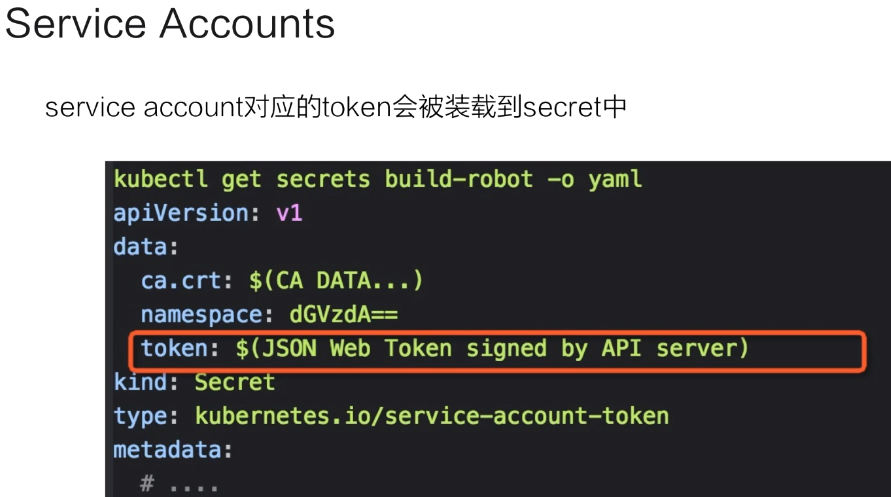 Service Accounts
service account对应的token会被装载到secret中
kubectl get secrets build-robot -o yaml
apiVersion: v1
data:
  ca.crt: $(CA DATA...)
  namespace: dGVzdA==
  token: $(JSON Web Token signed by API server)
kind: Secret
type: kubernetes.io/service-account-token
metadata:
  # ....